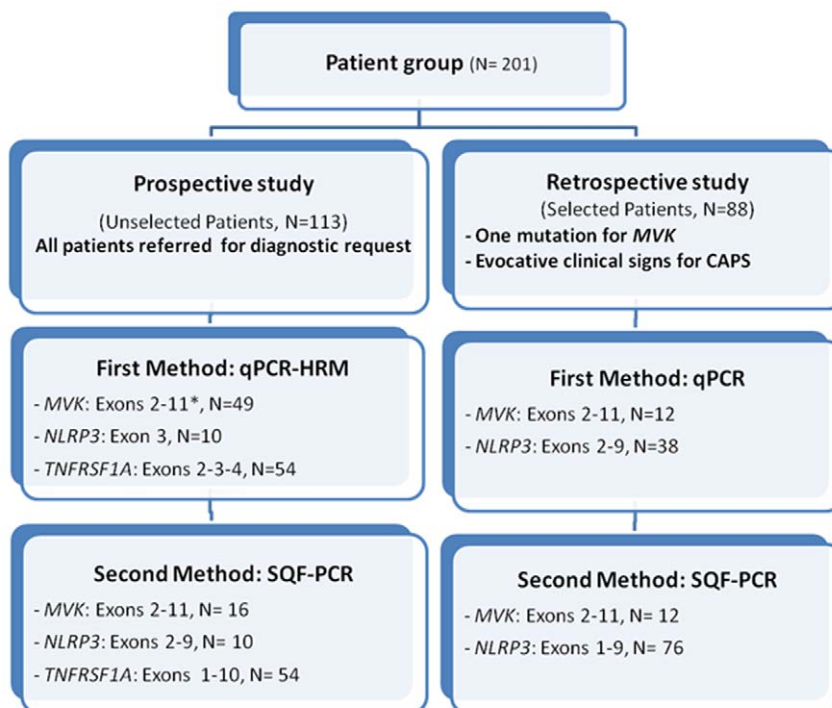 Patient group (N= 201)
Prospective study
(Unselected Patients, N=113)
All patients referred for diagnostic request
Retrospective study
(Selected Patients, N=88)
- One mutation for MVK
- Evocative clinical signs for CAPS
First Method: qPCR-HRM
- MVK: Exons 2-11*, N=49
- NLRP3: Exon 3, N=10
- TNFRSF1A: Exons 2-3-4, N=54
First Method: qPCR
- MVK: Exons 2-11, N=12
- NLRP3: Exons 2-9, N=38
Second Method: SQF-PCR
- MVK: Exons 2-11, N= 16
- NLRP3: Exons 2-9, N= 10
- TNFRSF1A: Exons 1-10, N= 54
Second Method: SQF-PCR
- MVK: Exons 2-11, N= 12
- NLRP3: Exons 1-9, N= 76